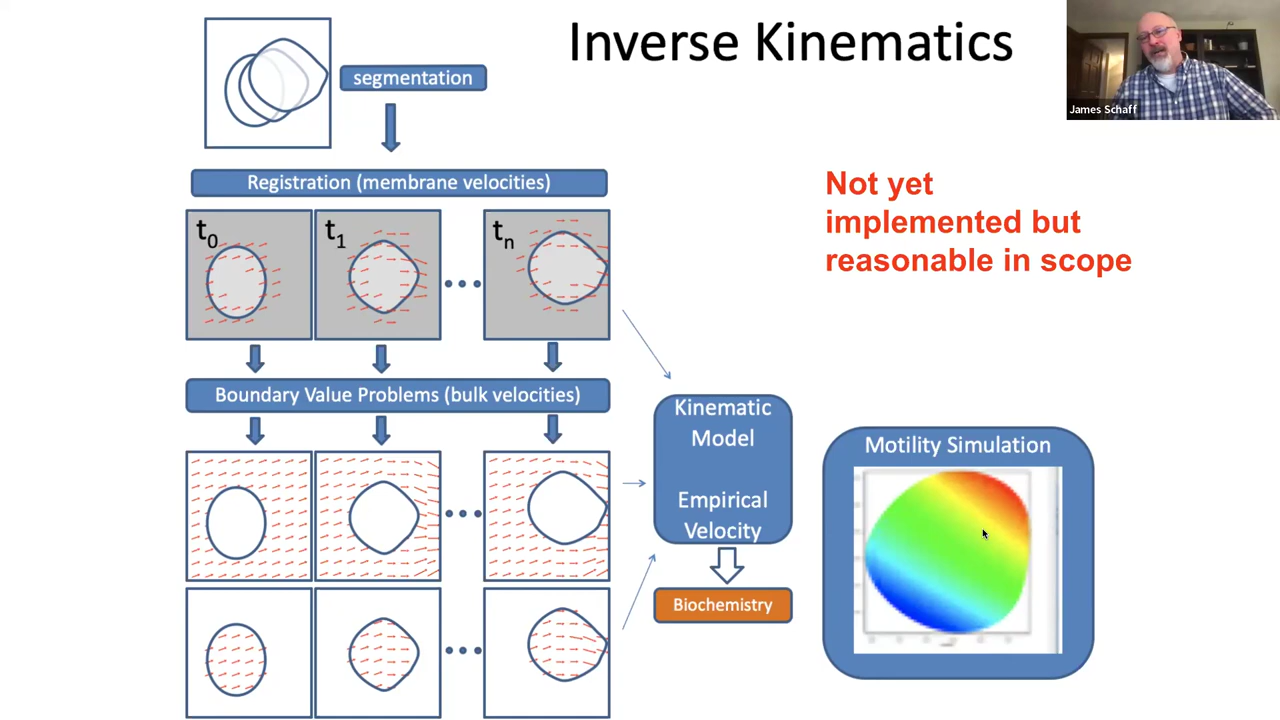 Inverse Kinematics
James Schaff
segmentation
Registration (membrane velocities)
t0
t1
tn
Not yet
implemented but
reasonable in scope
Boundary Value Problems (bulk velocities)
Kinematic
Model
Empirical
Velocity
Biochemistry
Motility Simulation